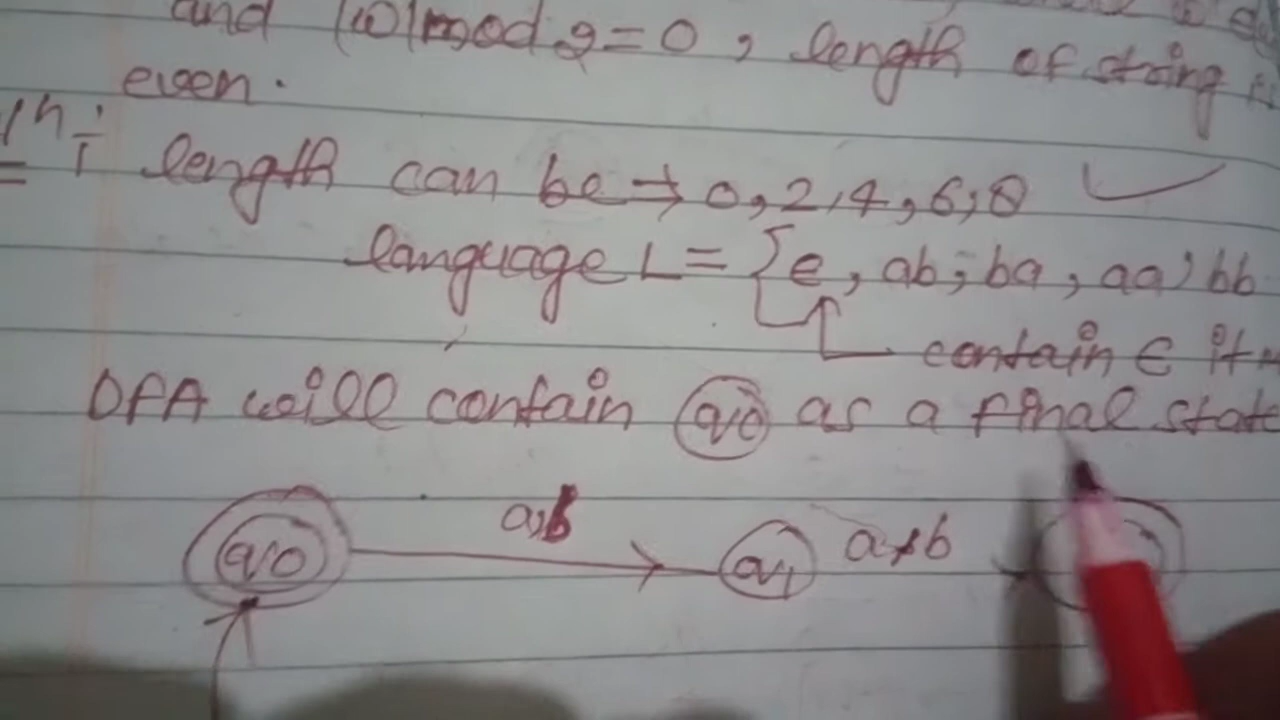 and |ω|mod 2=0, length of string
even.
length can be ⇒ 0,2,4,6,8
language L = {e, ab, ba, aa, bb
contain ∈ it
DFA will contain q0 as a final state
a,b
q0 q1 a,b